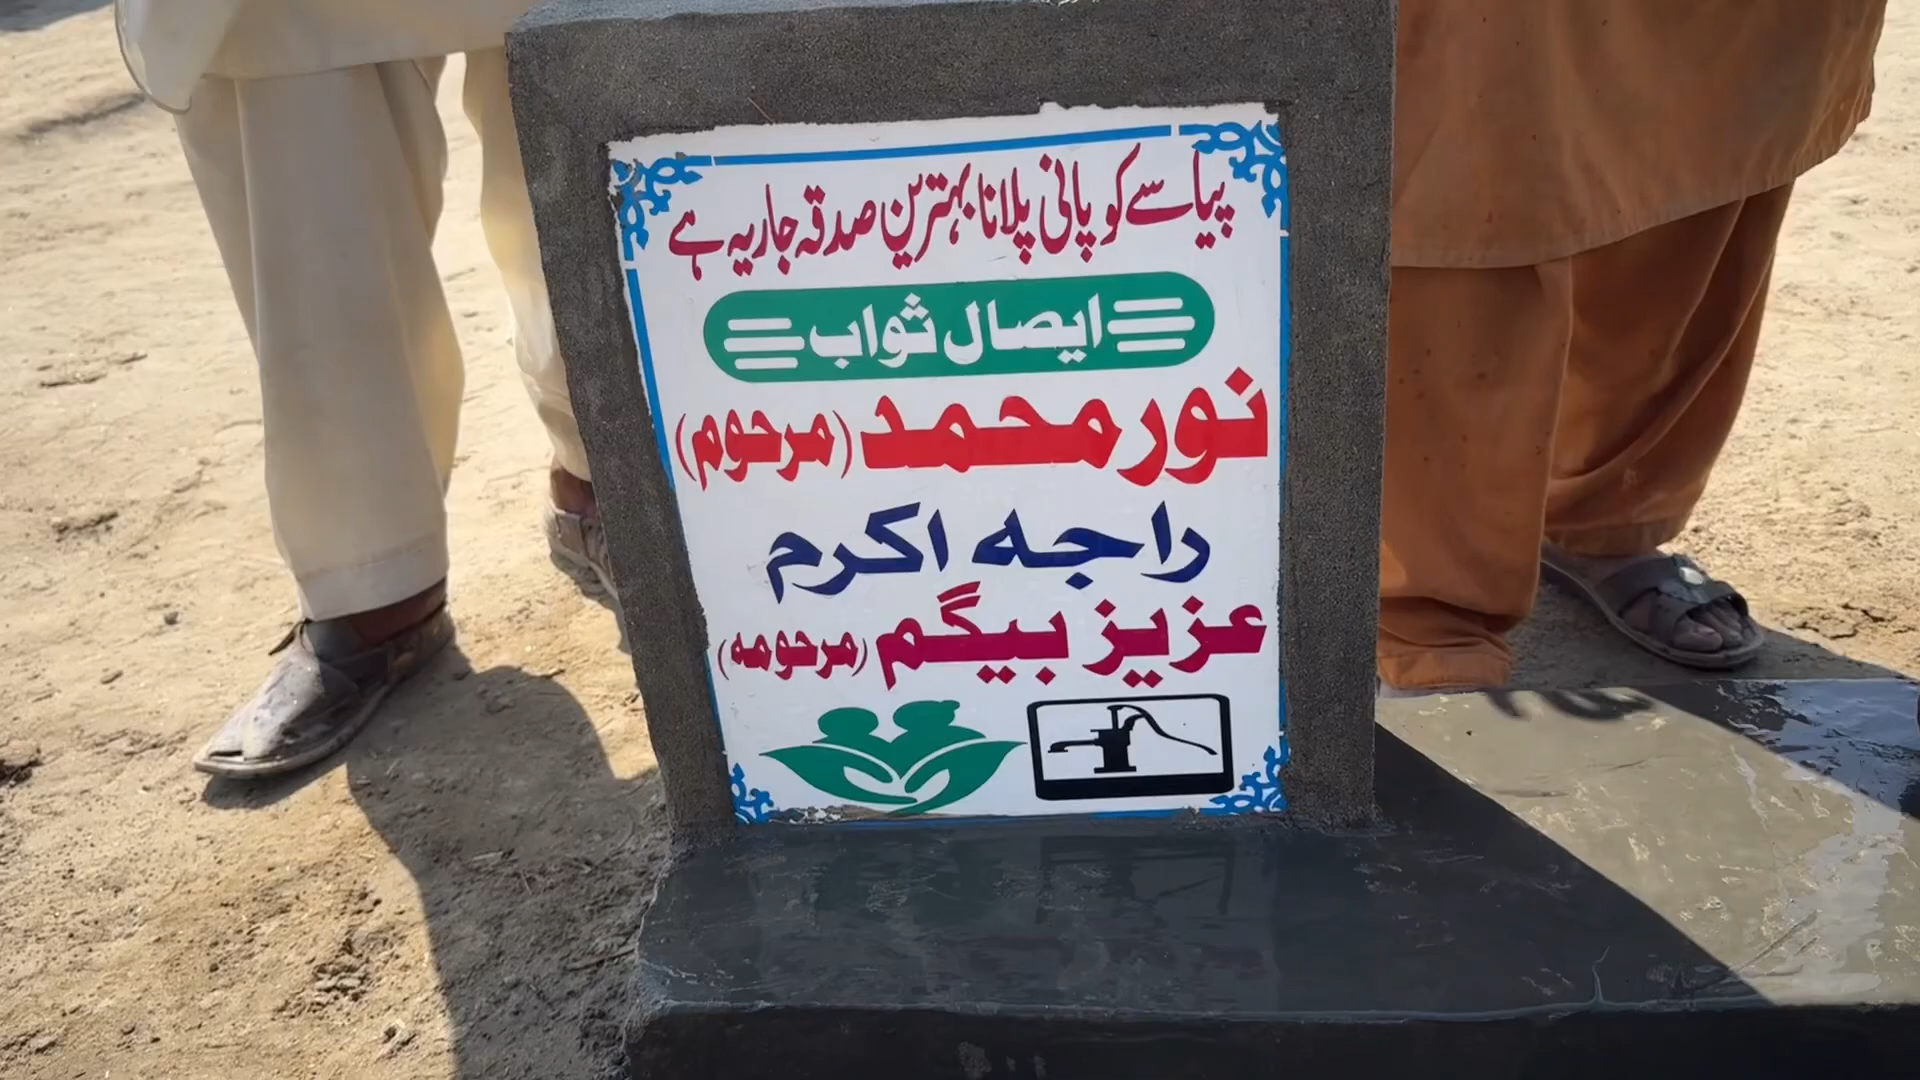 پیاسے کو پانی پلانا بہترین صدقہ جاریہ ہے
ایصال ثواب
نور محمد (مرحوم)
راجہ اکرم
عزیز بیگم (مرحومہ)